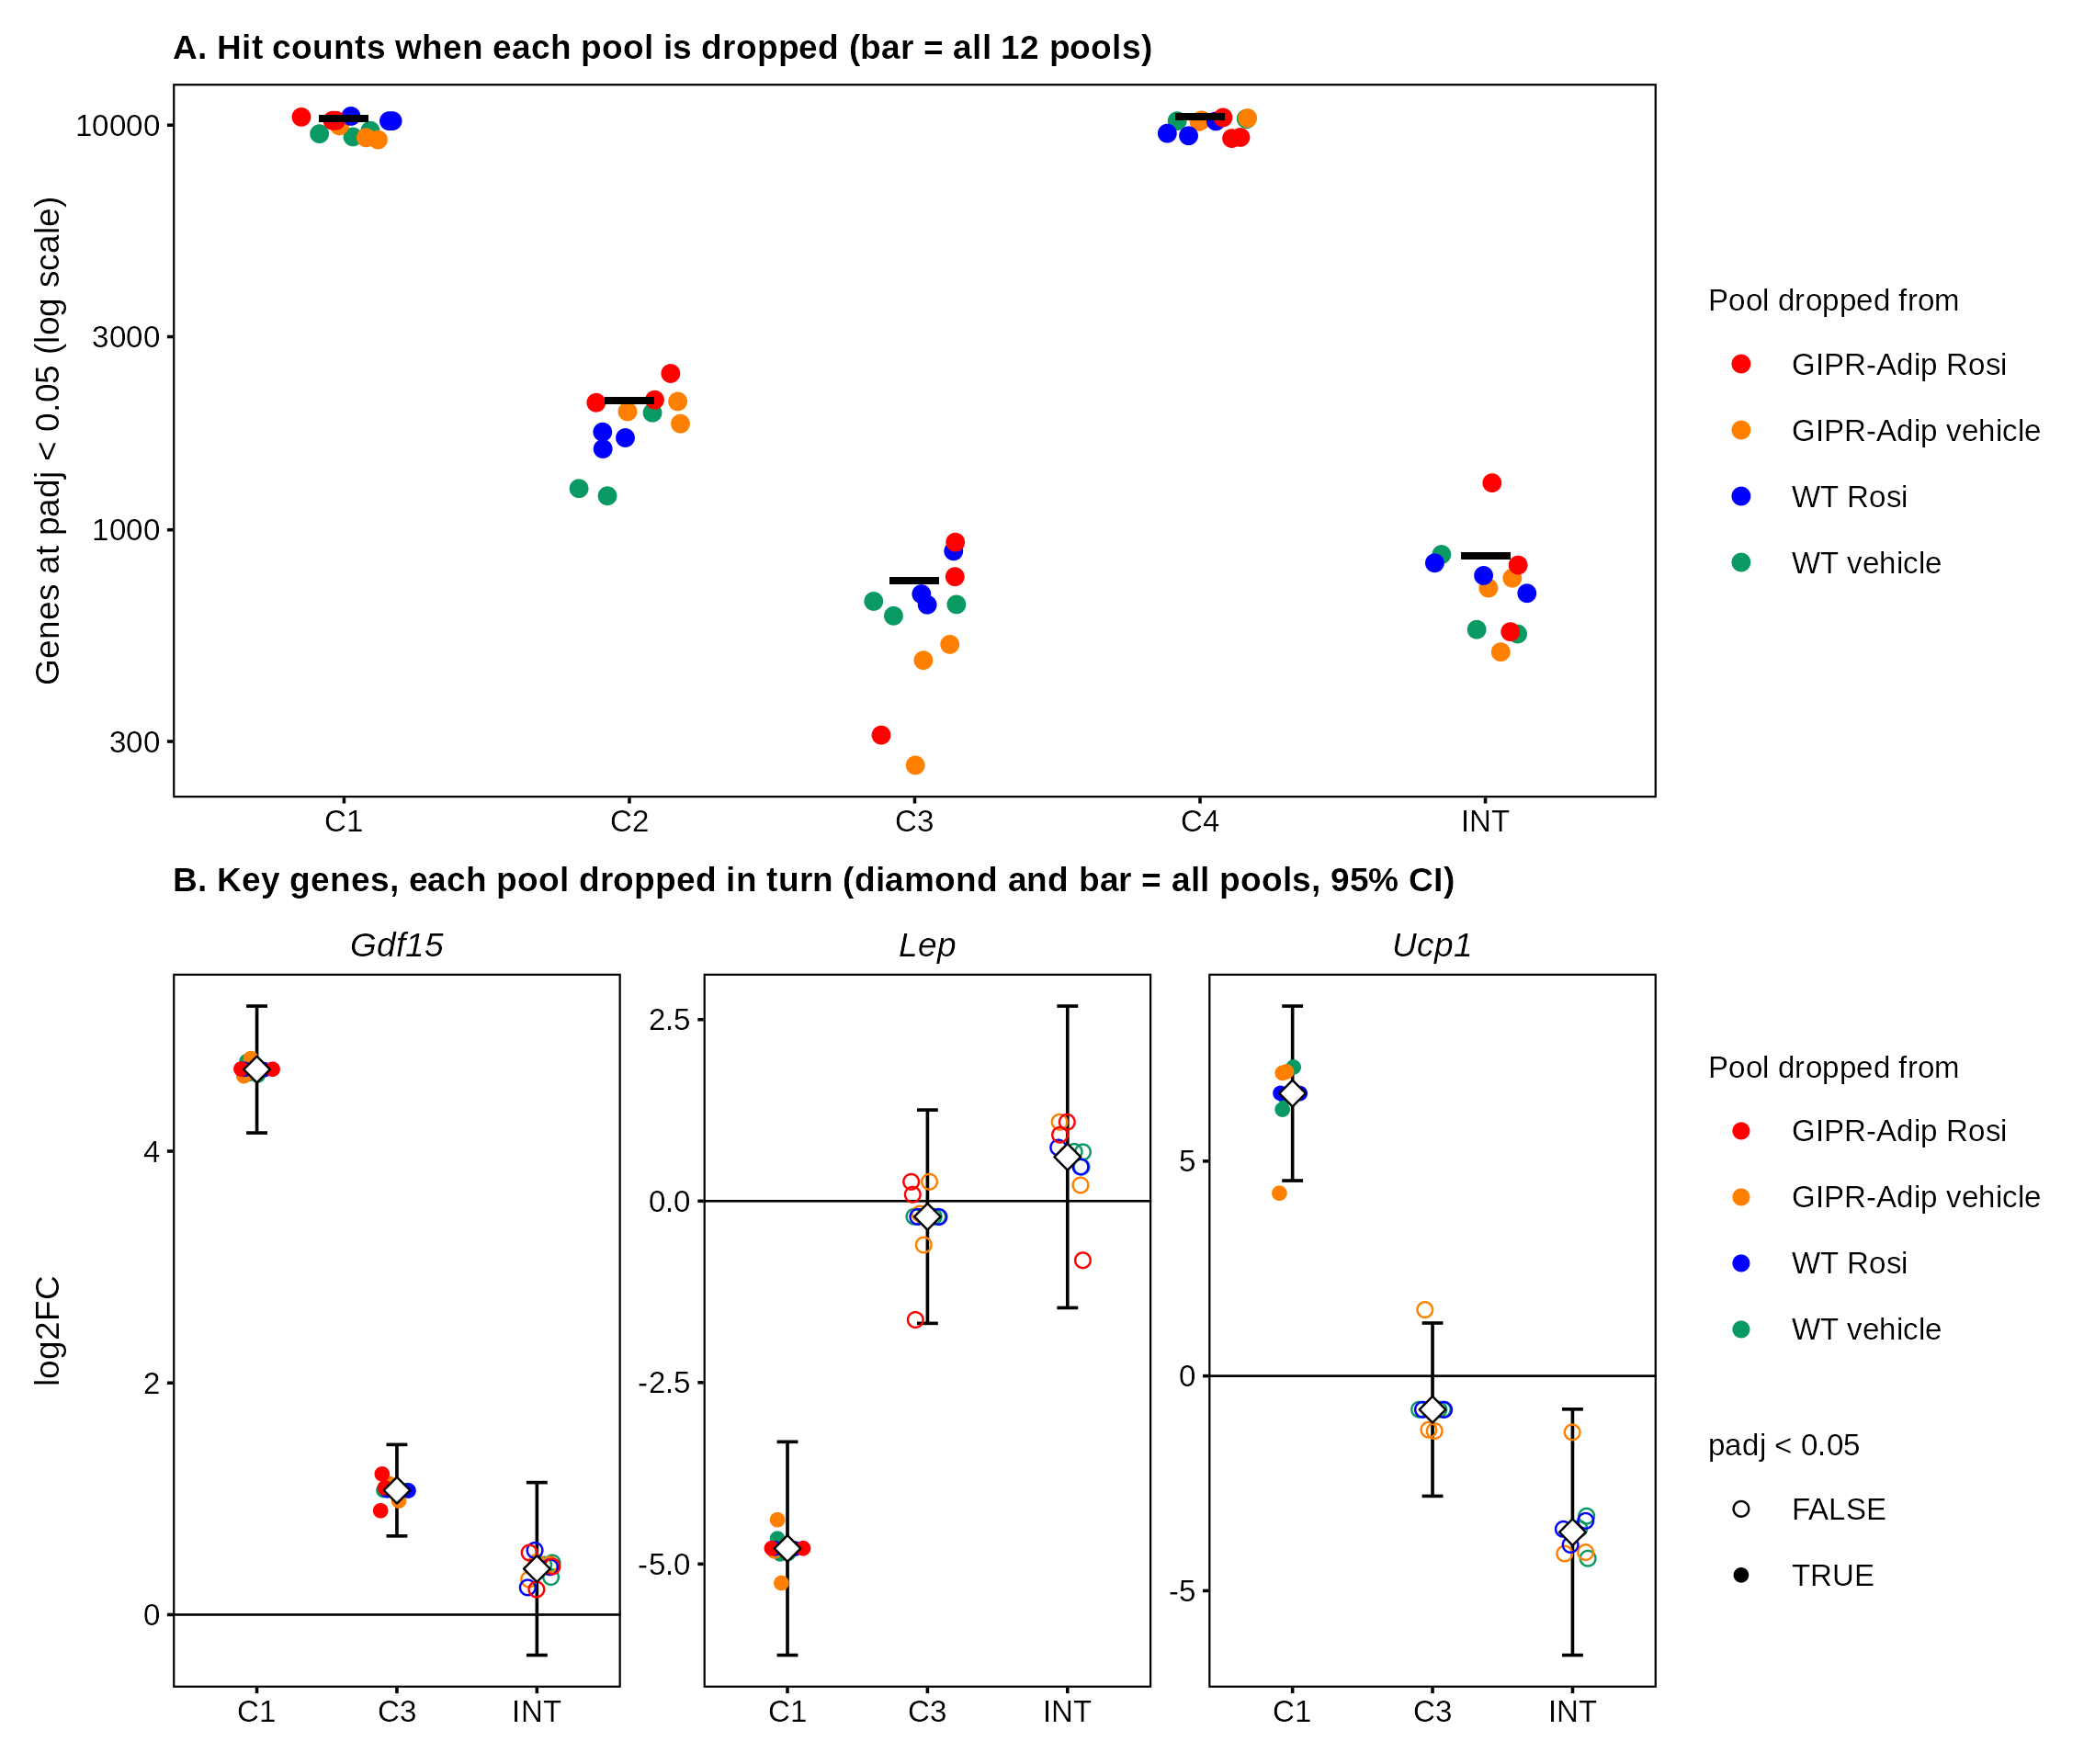 A. Hit counts when each pool is dropped (bar = all 12 pools)
Genes at padj < 0.05 (log scale)
10000
3000
1000
300
C1 C2 C3 C4 INT
Pool dropped from
GIPR-Adip Rosi
GIPR-Adip vehicle
WT Rosi
WT vehicle
B. Key genes, each pool dropped in turn (diamond and bar = all pools, 95% CI)
log2FC
Gdf15
4
2
0
C1 C3 INT
Lep
2.5
0.0
-2.5
-5.0
C1 C3 INT
Ucp1
5
0
-5
C1 C3 INT
Pool dropped from
GIPR-Adip Rosi
GIPR-Adip vehicle
WT Rosi
WT vehicle
padj < 0.05
FALSE
TRUE